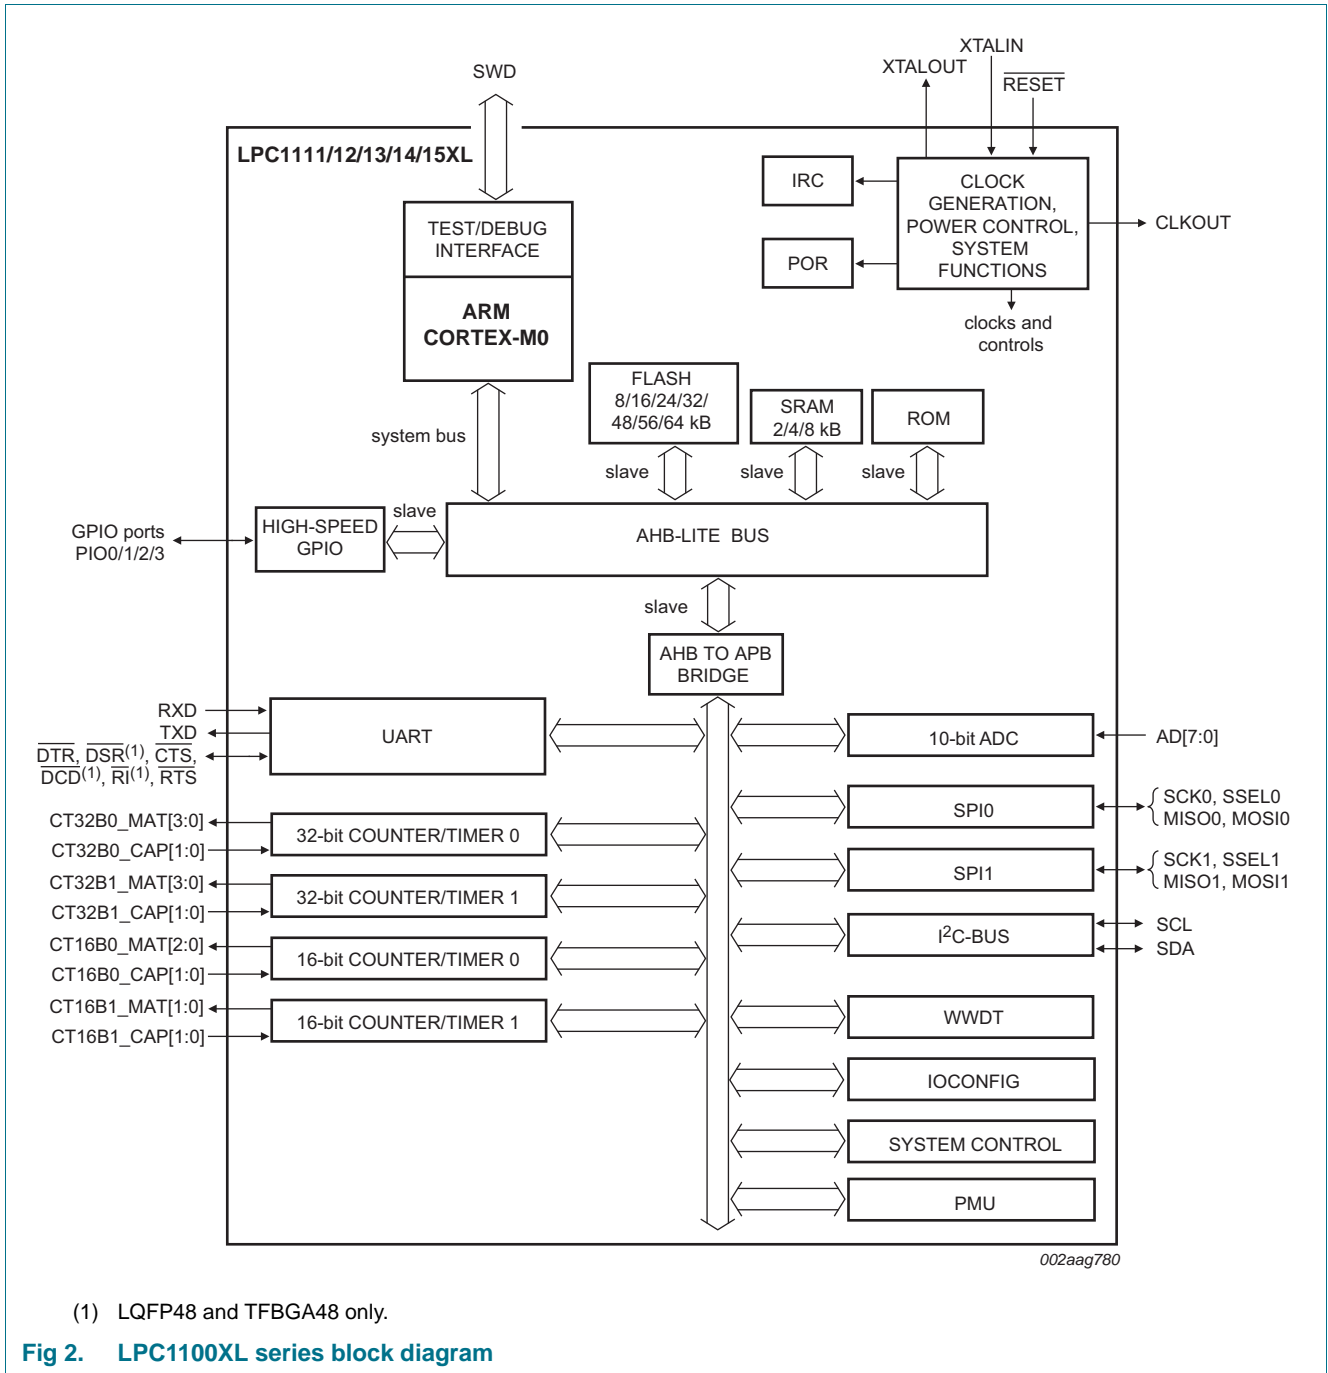 XTALIN
XTALOUT
RESET
SWD
LPC1111/12/13/14/15XL
IRC
CLOCK
GENERATION,
POWER CONTROL,
SYSTEM
FUNCTIONS
CLKOUT
POR
TEST/DEBUG
INTERFACE
ARM
CORTEX-M0
clocks and
controls
FLASH
8/16/24/32/
48/56/64 kB
SRAM
2/4/8 kB
ROM
system bus
slave
slave
slave
GPIO ports
PIO0/1/2/3
HIGH-SPEED
GPIO
slave
AHB-LITE BUS
slave
AHB TO APB
BRIDGE
RXD
TXD
DTR, DSR(1), CTS,
DCD(1), RI(1), RTS
UART
10-bit ADC
AD[7:0]
CT32B0_MAT[3:0]
CT32B0_CAP[1:0]
32-bit COUNTER/TIMER 0
SPI0
SCK0, SSEL0
MISO0, MOSI0
CT32B1_MAT[3:0]
CT32B1_CAP[1:0]
32-bit COUNTER/TIMER 1
SPI1
SCK1, SSEL1
MISO1, MOSI1
CT16B0_MAT[2:0]
CT16B0_CAP[1:0]
16-bit COUNTER/TIMER 0
I2C-BUS
SCL
SDA
CT16B1_MAT[1:0]
CT16B1_CAP[1:0]
16-bit COUNTER/TIMER 1
WWDT
IOCONFIG
SYSTEM CONTROL
PMU
002aag780
(1) LQFP48 and TFBGA48 only.
Fig 2. LPC1100XL series block diagram